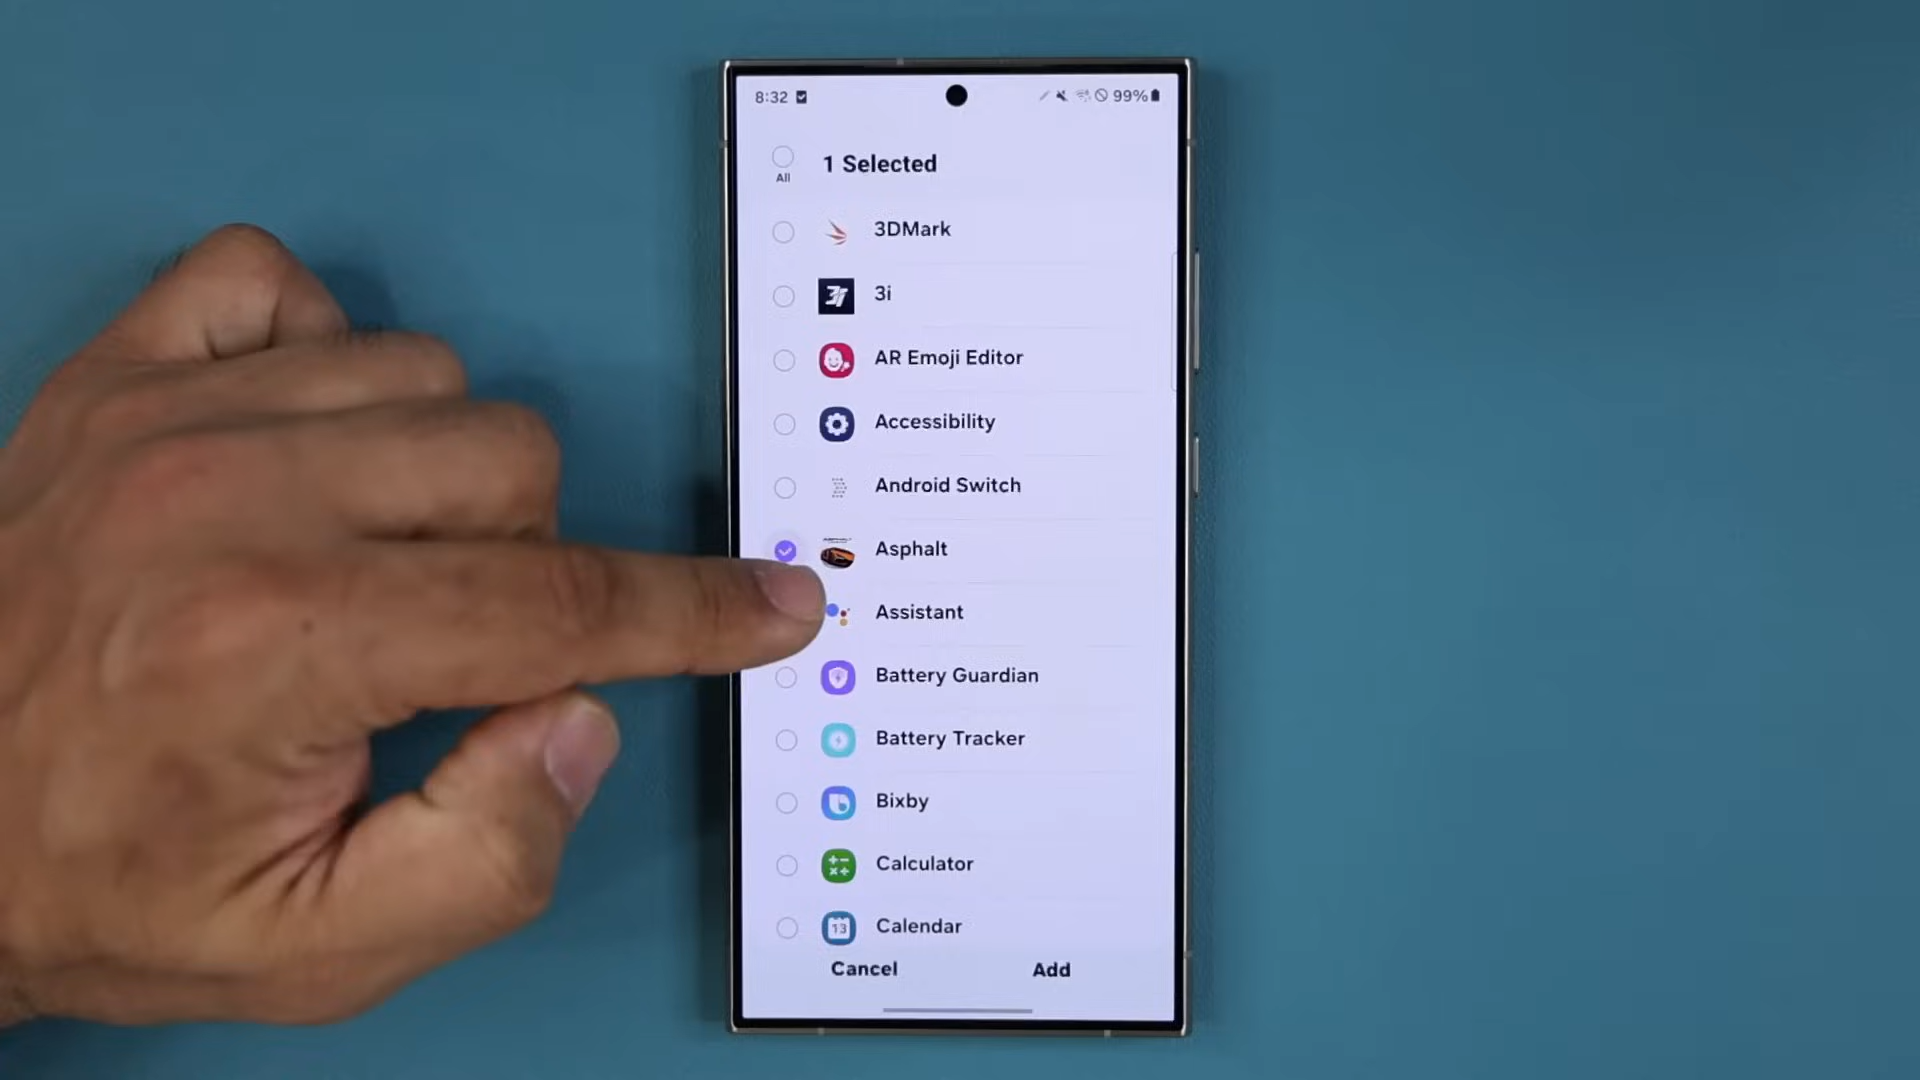 8:32 99%
All 1 Selected
3DMark
3i
AR Emoji Editor
Accessibility
Android Switch
Asphalt
Assistant
Battery Guardian
Battery Tracker
Bixby
Calculator
13 Calendar
Cancel Add